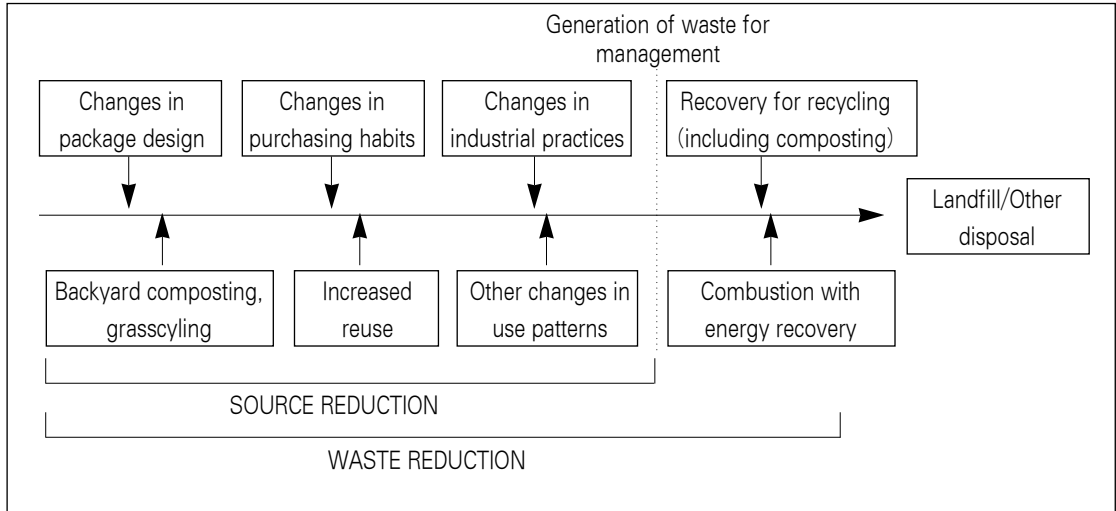 Generation of waste for
management
Changes in
package design
Changes in
purchasing habits
Changes in
industrial practices
Recovery for recycling
(including composting)
Landfill/Other
disposal
Backyard composting,
grasscyling
Increased
reuse
Other changes in
use patterns
Combustion with
energy recovery
SOURCE REDUCTION
WASTE REDUCTION